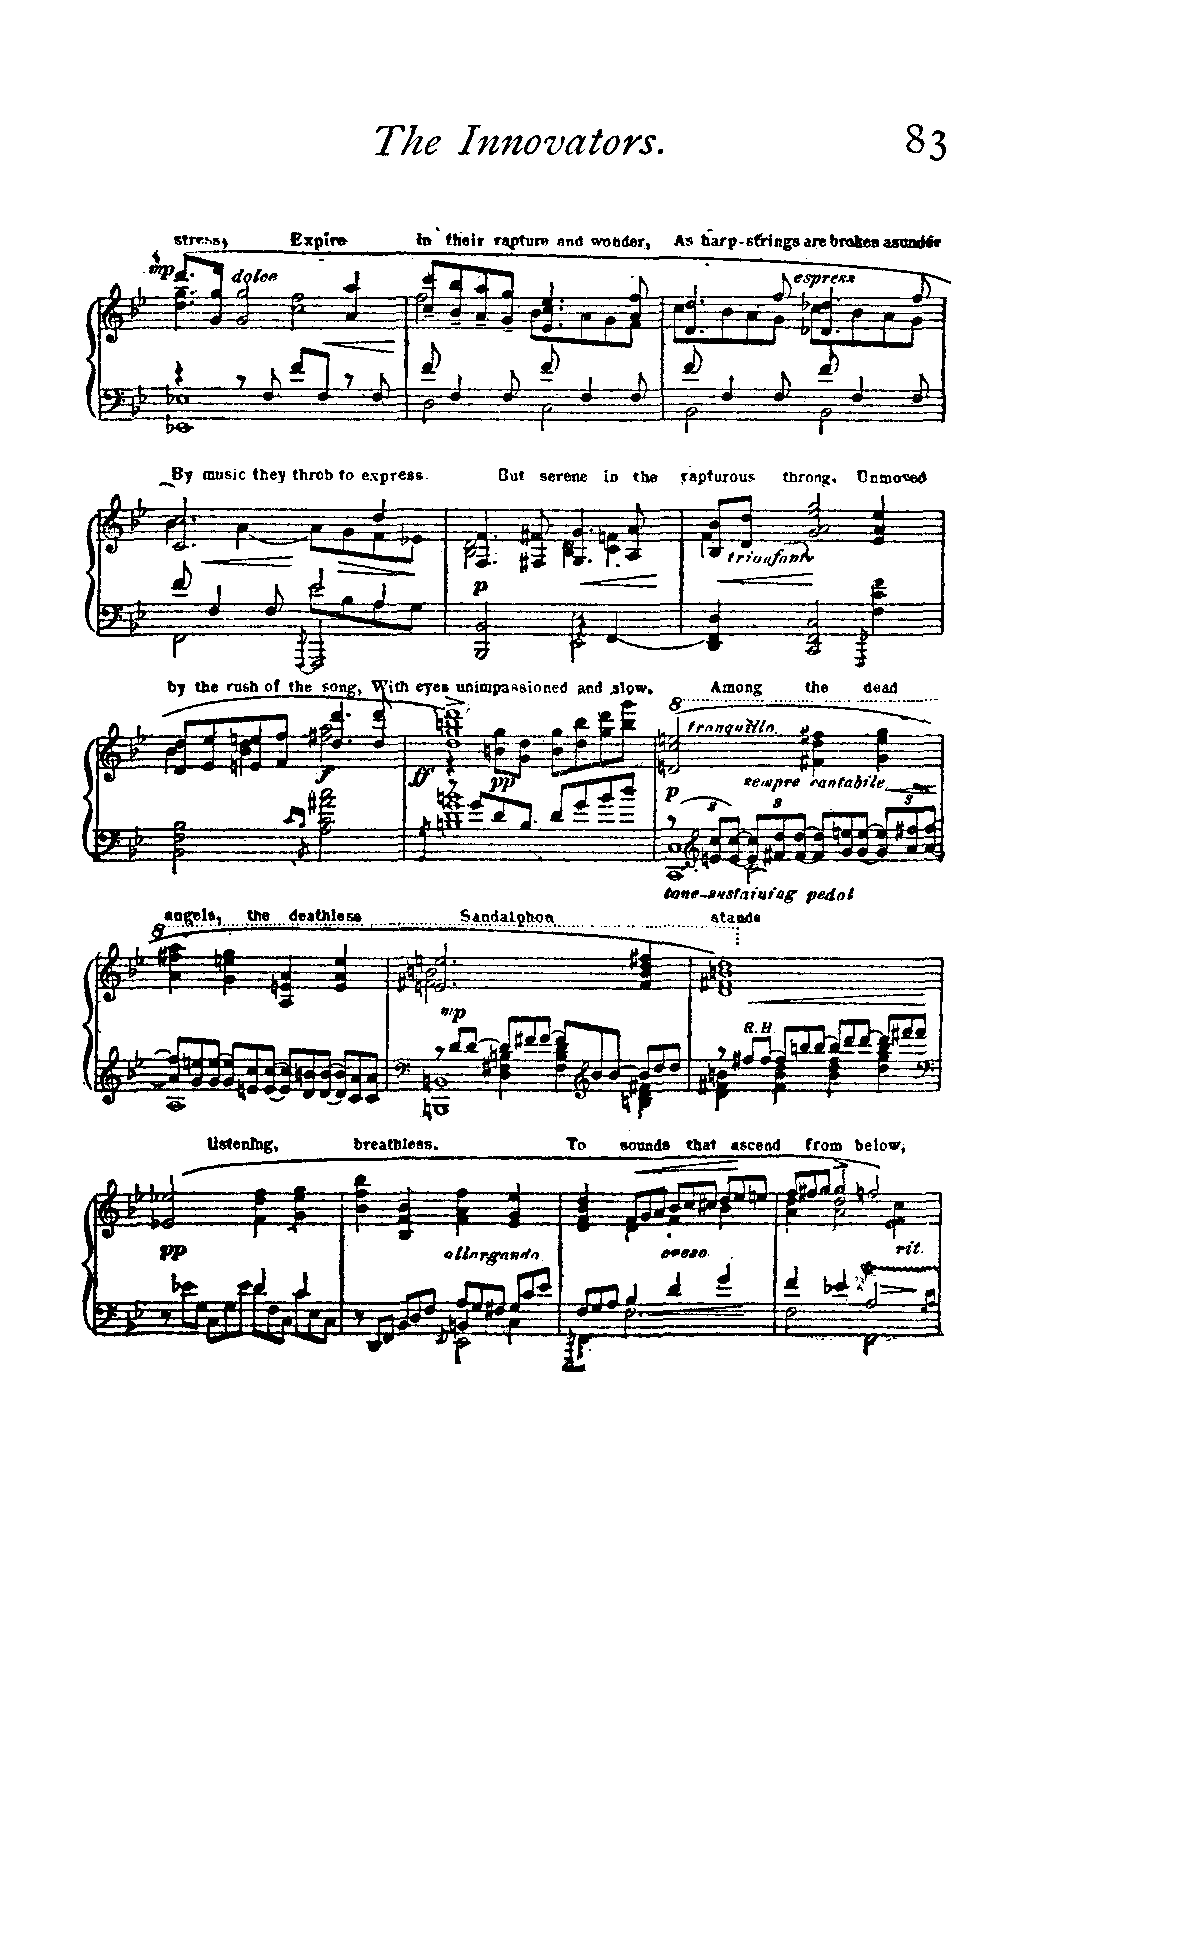 The Innovators. 83
stress, Expire in their rapture and wonder, As harp-strings are broken asunder
mp dolce espress
By music they throb to express. But serene in the rapturous throng. Unmoved
p
by the rush of the song, With eyes unimpassioned and slow. Among the dead
8
tranquillo
f ff pp p sempre cantabile
3 3 3
tone-sustaining pedal
angels, the deathless Sandalphon stands
8
mp
R.H
listening, breathless. To sounds that ascend from below,
pp allargando cresc. rit.